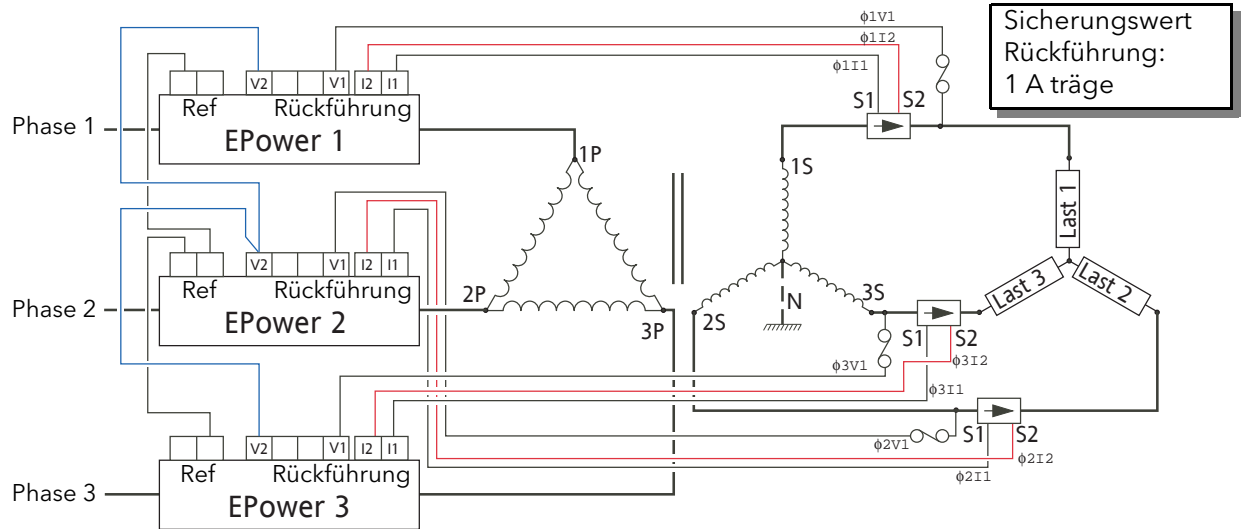 ϕ1V1
ϕ1I2
ϕ1I1
Sicherungswert
Rückführung:
1 A träge
V2 V1 I2 I1
Ref Rückführung
S1 S2
Phase 1
EPower 1
1P
1S
Last 1
V2 V1 I2 I1
Ref Rückführung
Last 3
Last 2
Phase 2
EPower 2
2P
3P
N
2S
3S
S1 S2
ϕ3V1
ϕ3I2
ϕ3I1
S1 S2
ϕ2V1
ϕ2I2
ϕ2I1
V2 V1 I2 I1
Ref Rückführung
Phase 3
EPower 3